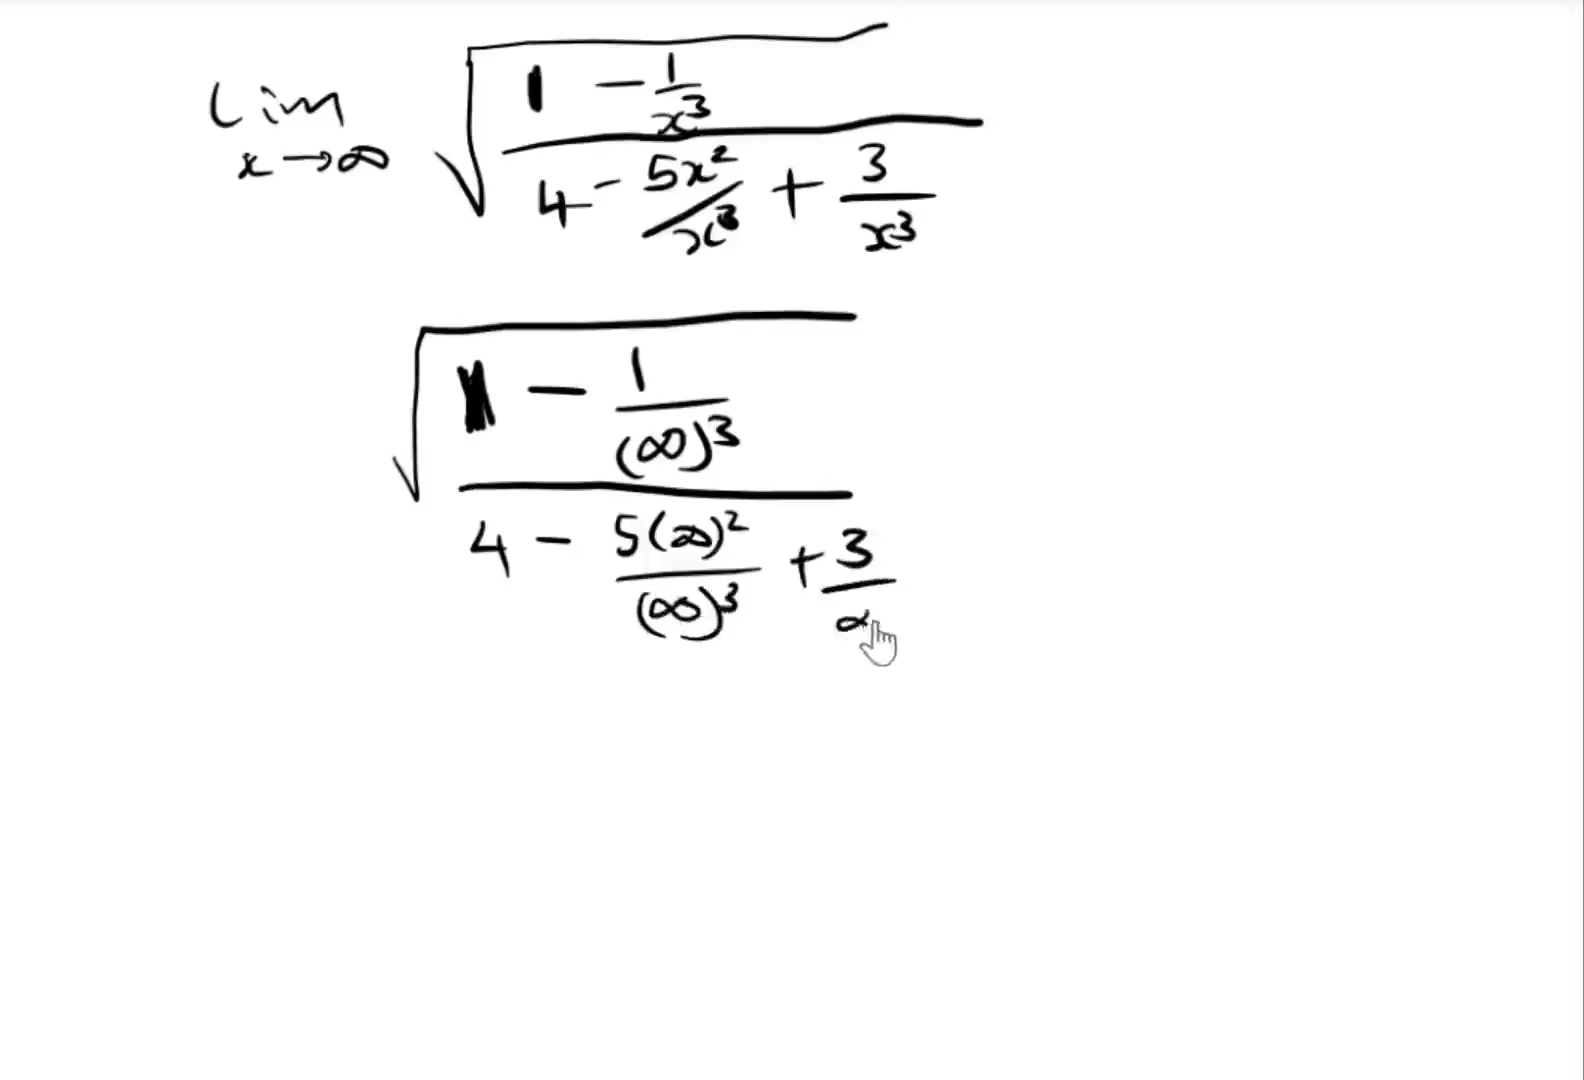 Lim x→∞ √((1 - 1/x³)/(4 - 5x²/x³ + 3/x³))
√((1 - 1/(∞)³)/(4 - 5(∞)²/(∞)³ + 3/∝))